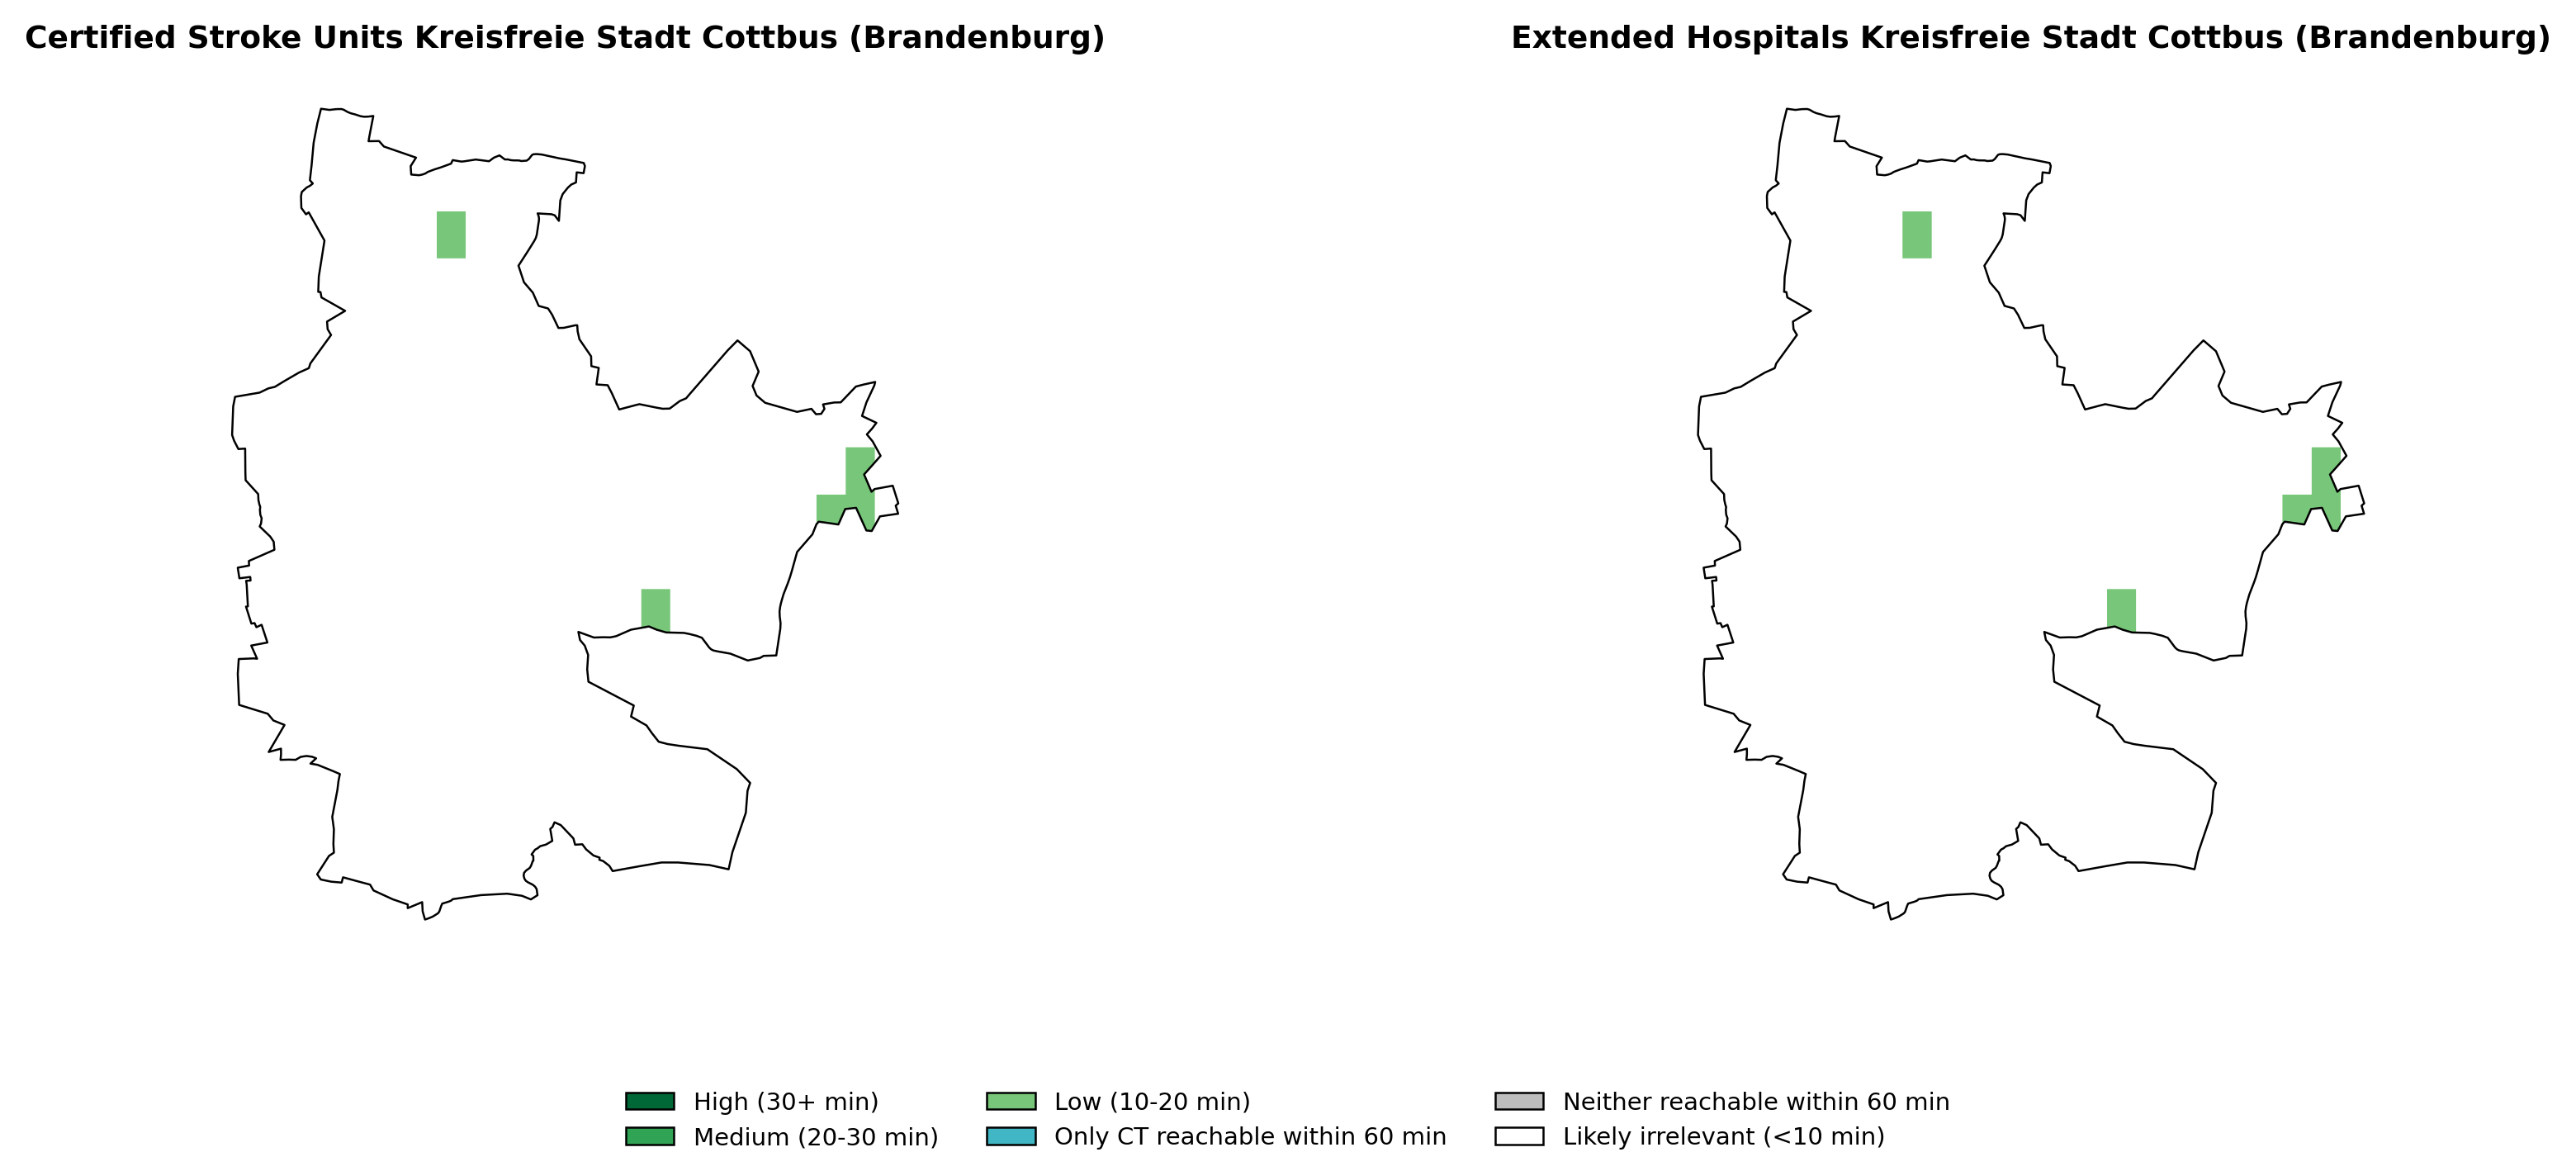 Certified Stroke Units Kreisfreie Stadt Cottbus (Brandenburg)
Extended Hospitals Kreisfreie Stadt Cottbus (Brandenburg)
High (30+ min)
Medium (20-30 min)
Low (10-20 min)
Only CT reachable within 60 min
Neither reachable within 60 min
Likely irrelevant (<10 min)